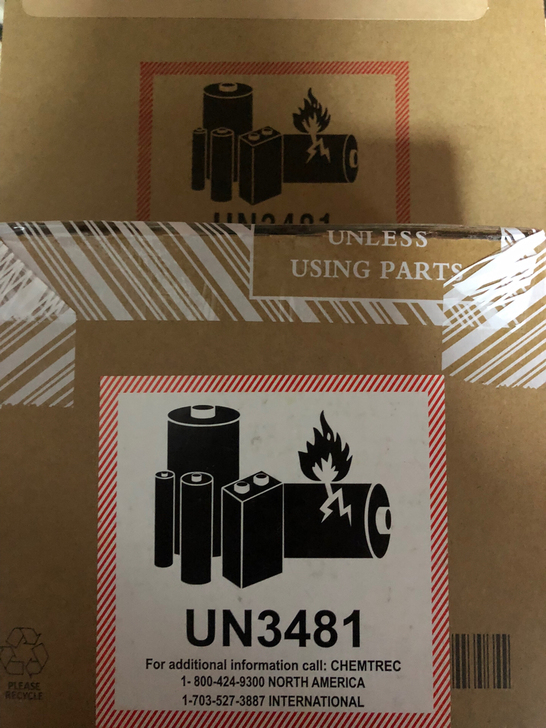 UN3481
UNLESS
USING PARTS
UN3481
For additional information call: CHEMTREC
1- 800-424-9300 NORTH AMERICA
1-703-527-3887 INTERNATIONAL
PLEASE
RECYCLE